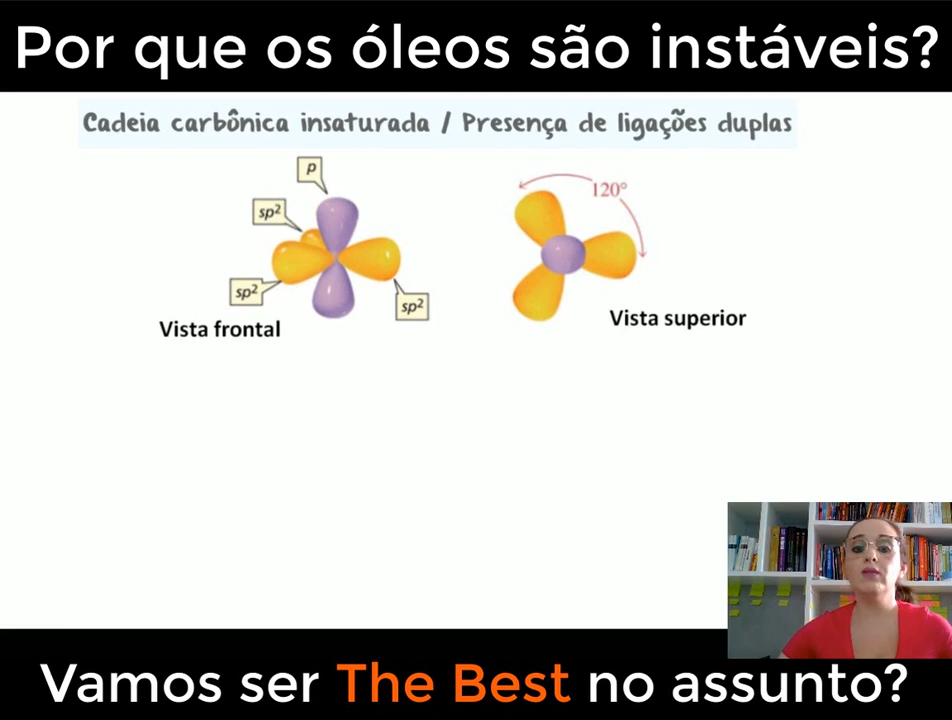 Por que os óleos são instáveis?
Cadeia carbônica insaturada / Presença de ligações duplas
p
sp²
120°
sp²
sp²
Vista frontal
Vista superior
Vamos ser The Best no assunto?